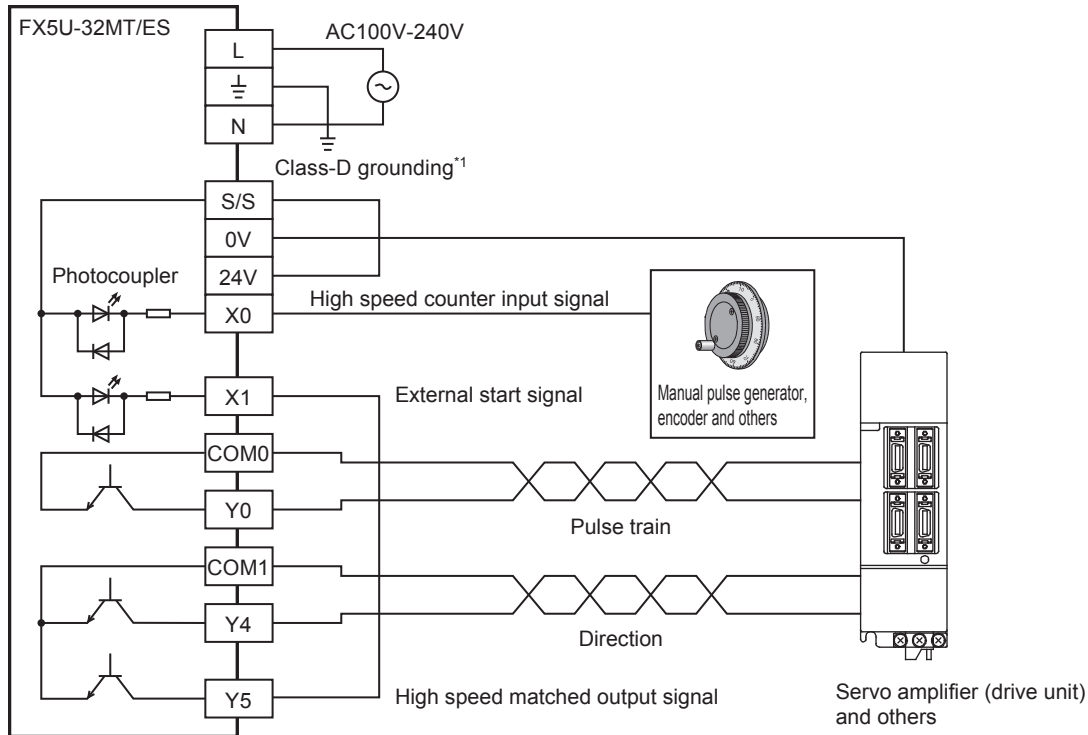 FX5U-32MT/ES
AC100V-240V
L
N
Class-D grounding*1
S/S
0V
24V
Photocoupler
X0
High speed counter input signal
Manual pulse generator,
encoder and others
X1
External start signal
COM0
Y0
Pulse train
COM1
Y4
Direction
Y5
High speed matched output signal
Servo amplifier (drive unit)
and others